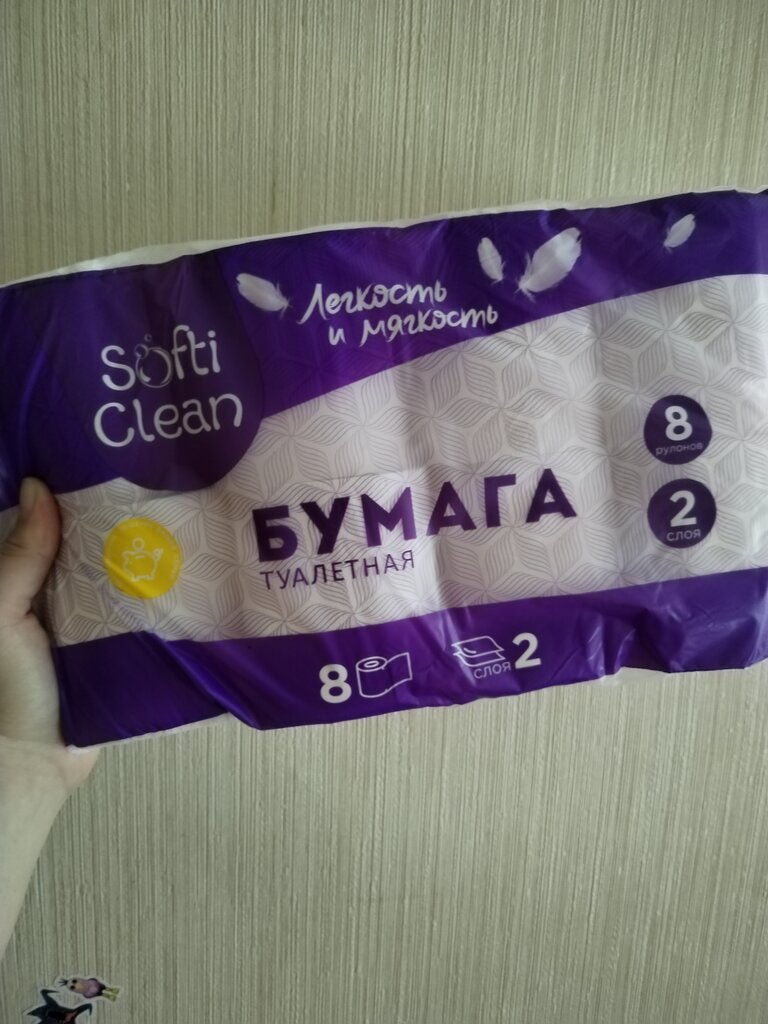 Легкость
и мягкость
Softi
Clean
8
рулонов
2
слоя
БУМАГА
ТУАЛЕТНАЯ
8
слоя 2